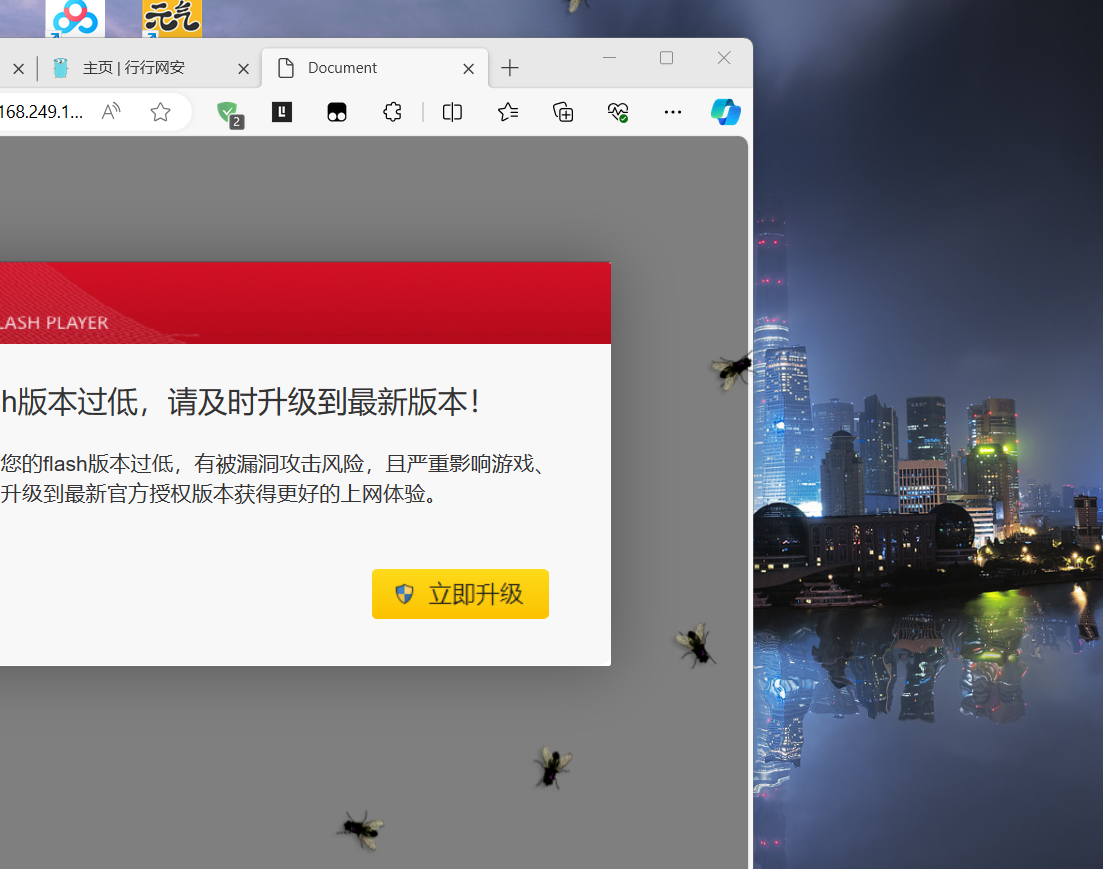 元气
主页 | 行行网安
Document
168.249.1...
2
LASH PLAYER
h版本过低，请及时升级到最新版本！
您的flash版本过低，有被漏洞攻击风险，且严重影响游戏、
升级到最新官方授权版本获得更好的上网体验。
立即升级